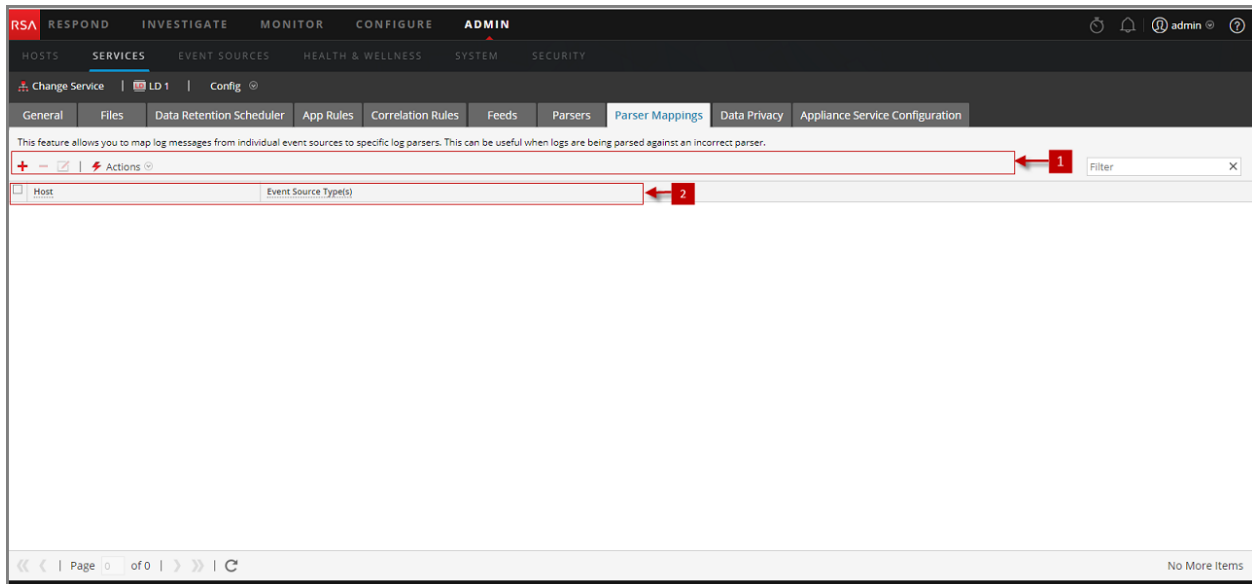 RSA RESPOND INVESTIGATE MONITOR CONFIGURE ADMIN admin ?
HOSTS SERVICES EVENT SOURCES HEALTH & WELLNESS SYSTEM SECURITY
Change Service | LD LD 1 | Config
General Files Data Retention Scheduler App Rules Correlation Rules Feeds Parsers Parser Mappings Data Privacy Appliance Service Configuration
This feature allows you to map log messages from individual event sources to specific log parsers. This can be useful when logs are being parsed against an incorrect parser.
+ − | Actions 1 Filter X
Host Event Source Type(s) 2
| Page 0 of 0 | | No More Items